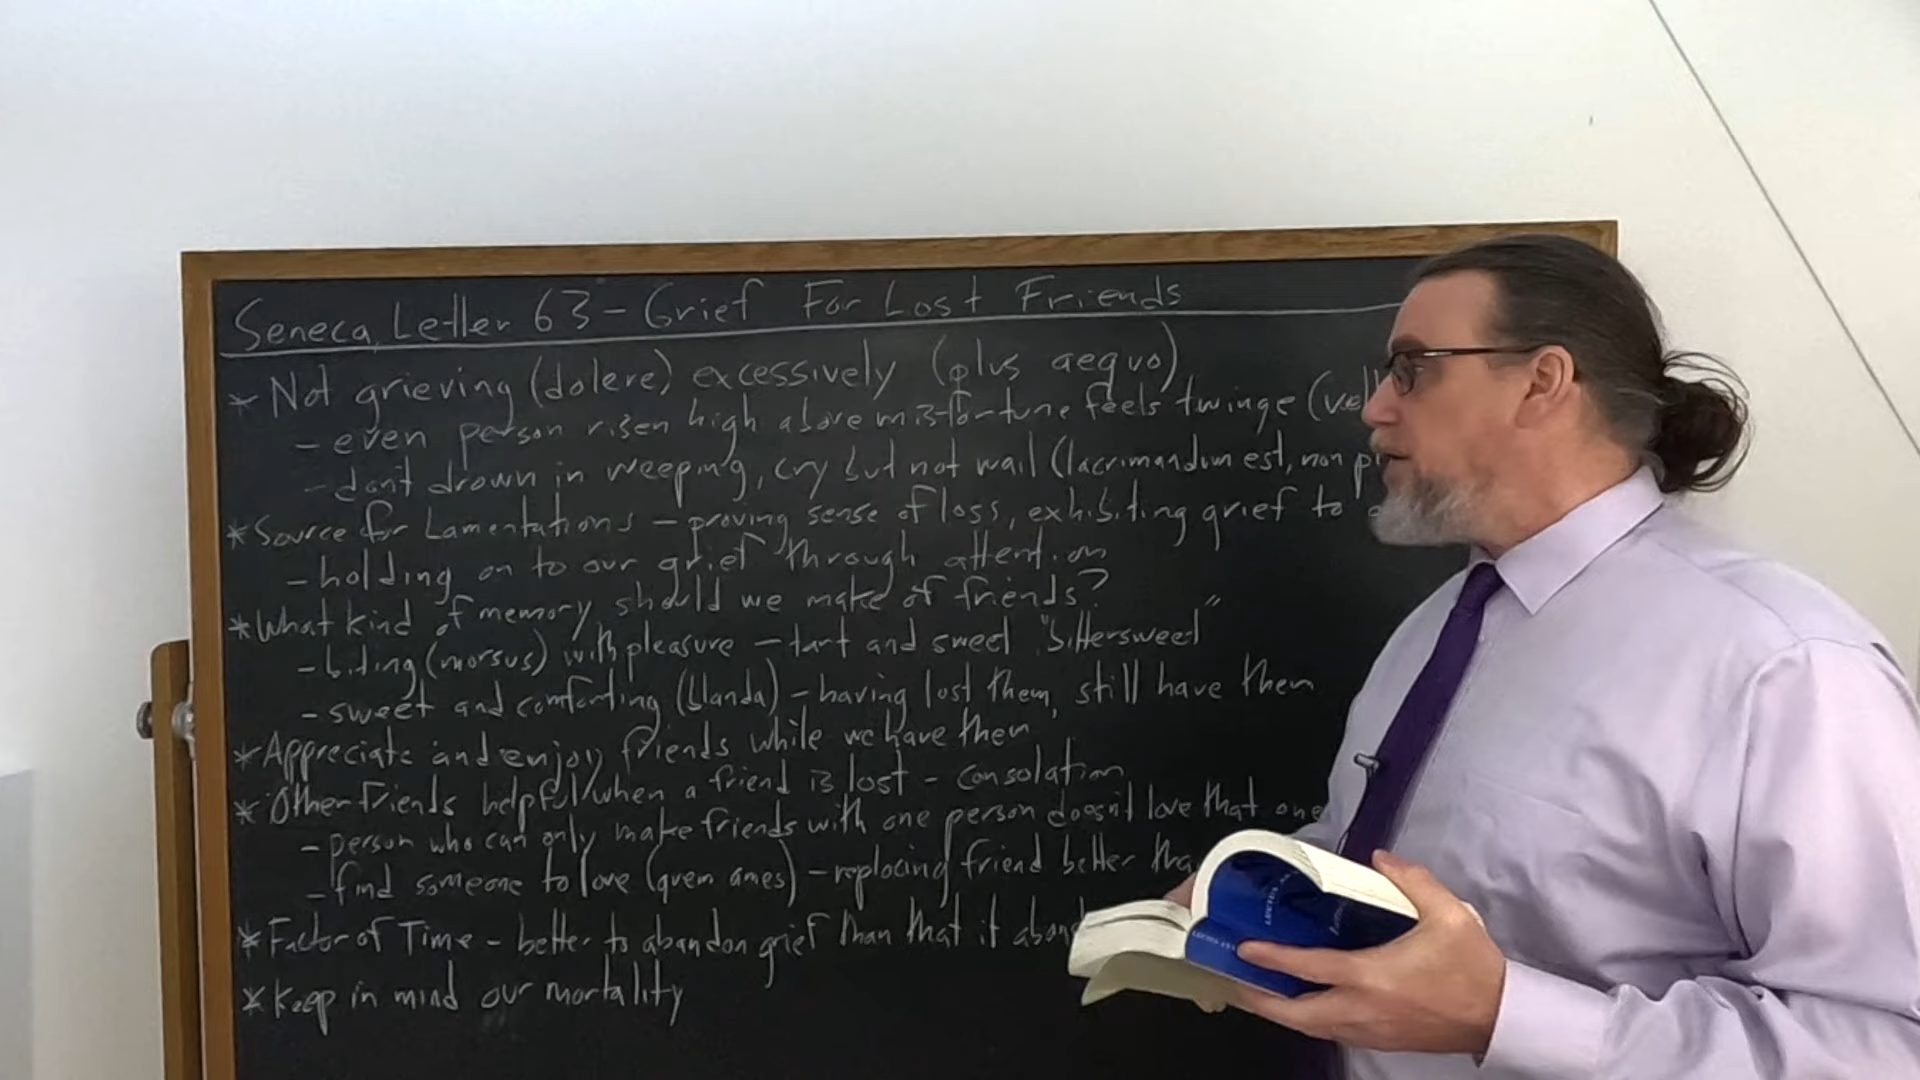 Seneca, Letter 63 - Grief For Lost Friends
* Not grieving (dolere) excessively (plus aequo)
- even person risen high above misfortune feels twinge (vell
- don't drown in weeping, cry but not wail (lacrimandum est, non pl
* Source for Lamentations - proving sense of loss, exhibiting grief to
- holding on to our grief through attention
* What kind of memory should we make of friends?
- biting (morsus) with pleasure - tart and sweet "bittersweet"
- sweet and comforting (blanda) - having lost them, still have them
* Appreciate and enjoy friends while we have them
* Other friends helpful when a friend is lost - consolation
- person who can only make friends with one person doesn't love that one
- find someone to love (quem ames) - replacing friend better tha
* Factor of Time - better to abandon grief than that it aban
* Keep in mind our mortality